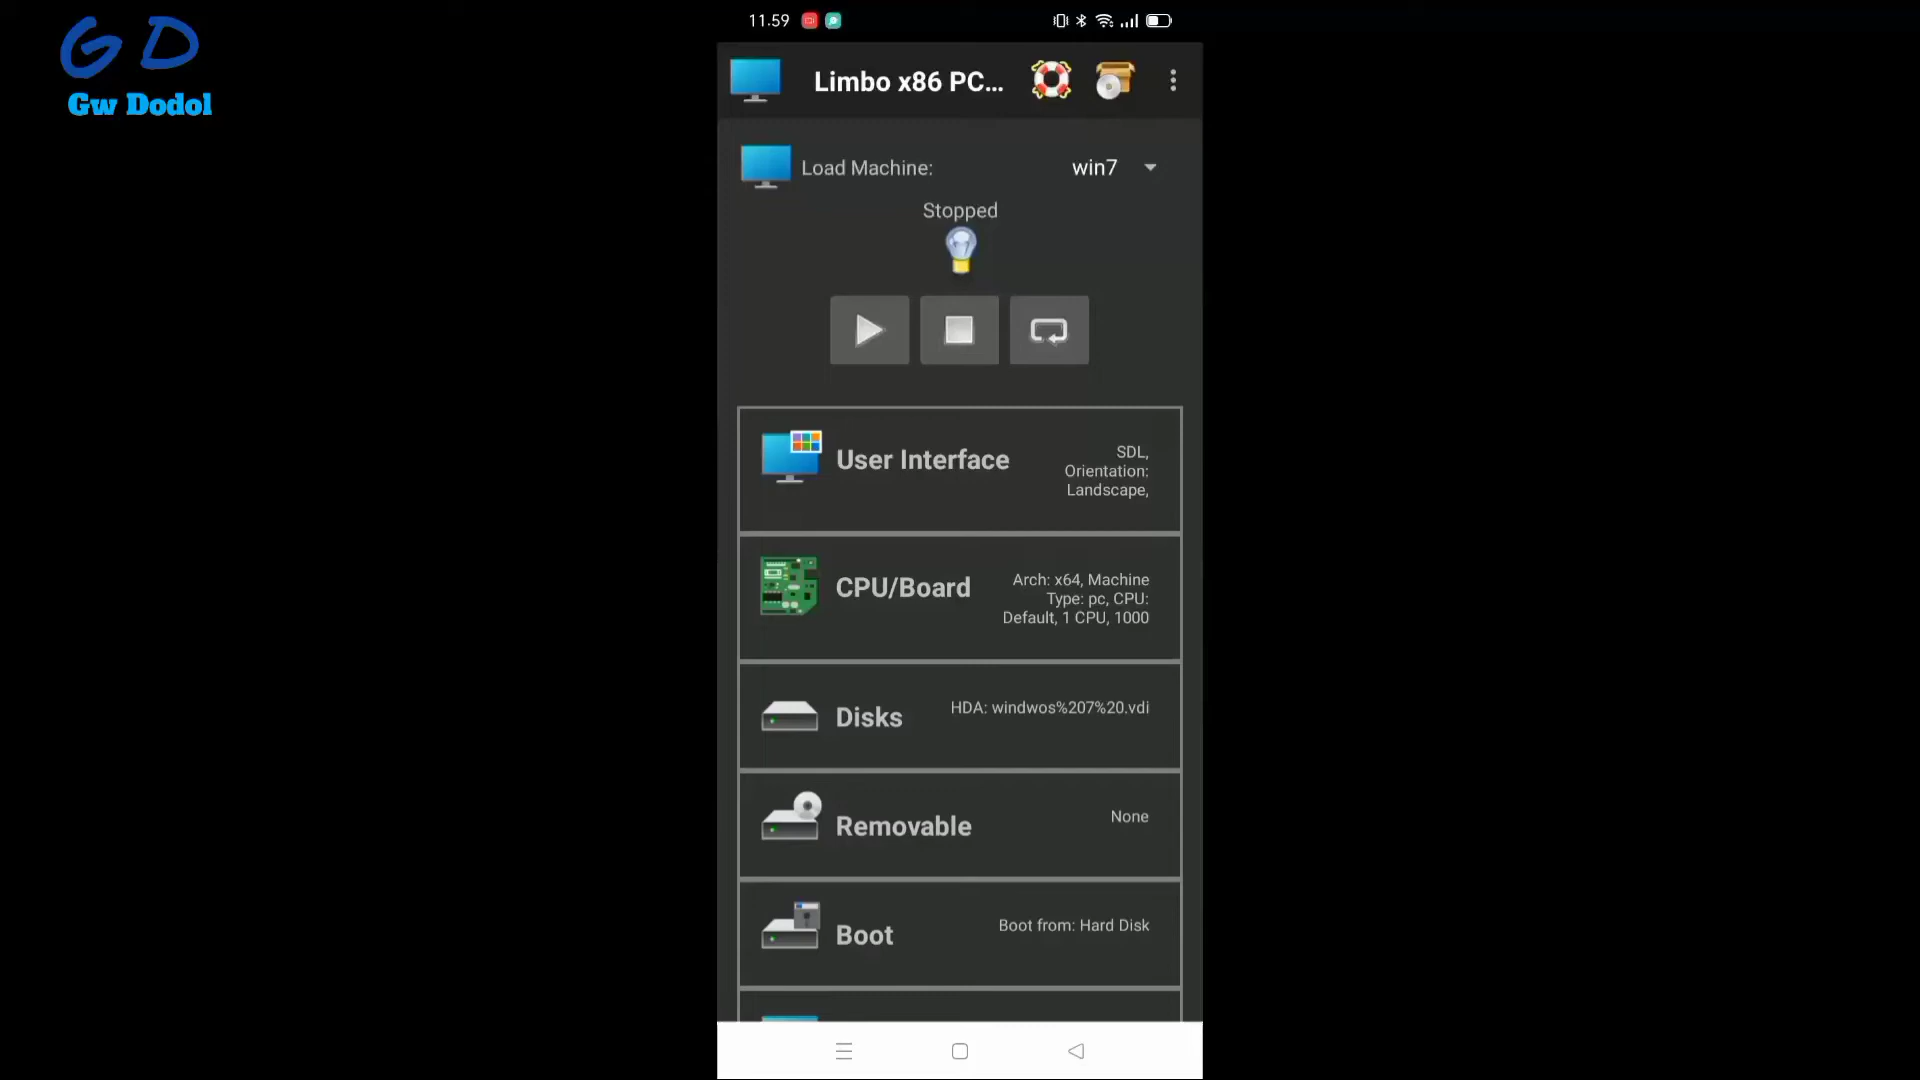 GD
Gw Dodol
11.59
Limbo x86 PC...
Load Machine:
win7
Stopped
User Interface
SDL,
Orientation:
Landscape,
CPU/Board
Arch: x64, Machine
Type: pc, CPU:
Default, 1 CPU, 1000
Disks
HDA: windwos%207%20.vdi
Removable
None
Boot
Boot from: Hard Disk